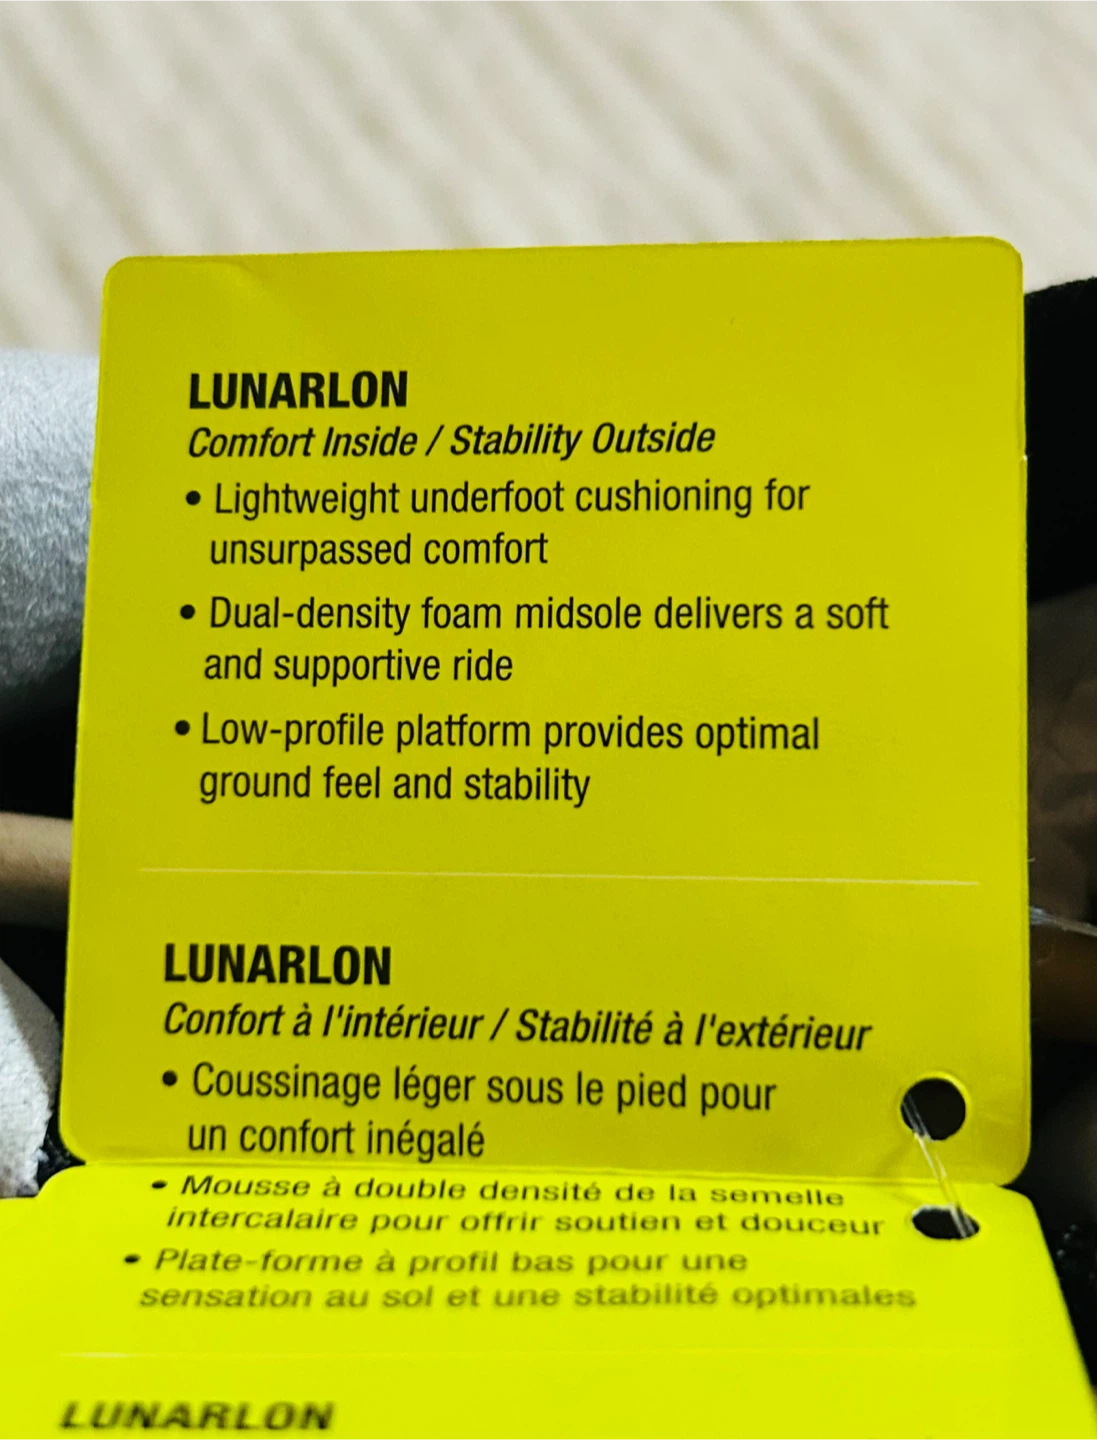 LUNARLON
Comfort Inside / Stability Outside
• Lightweight underfoot cushioning for
unsurpassed comfort
• Dual-density foam midsole delivers a soft
and supportive ride
• Low-profile platform provides optimal
ground feel and stability
LUNARLON
Confort à l'intérieur / Stabilité à l'extérieur
• Coussinage léger sous le pied pour
un confort inégalé
• Mousse à double densité de la semelle
intercalaire pour offrir soutien et douceur
• Plate-forme à profil bas pour une
sensation au sol et une stabilité optimales
LUNARLON